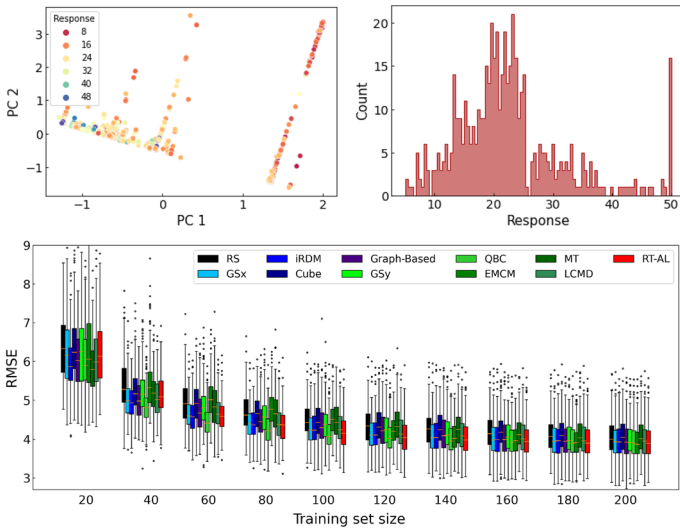 Response
8
16
24
32
40
48
3
2
1
0
−1
PC 2
−1
0
1
2
PC 1
20
15
10
5
0
Count
10
20
30
40
50
Response
9
8
7
6
5
4
3
RMSE
RS
iRDM
Graph-Based
QBC
MT
RT-AL
GSx
Cube
GSy
EMCM
LCMD
20
40
60
80
100
120
140
160
180
200
Training set size